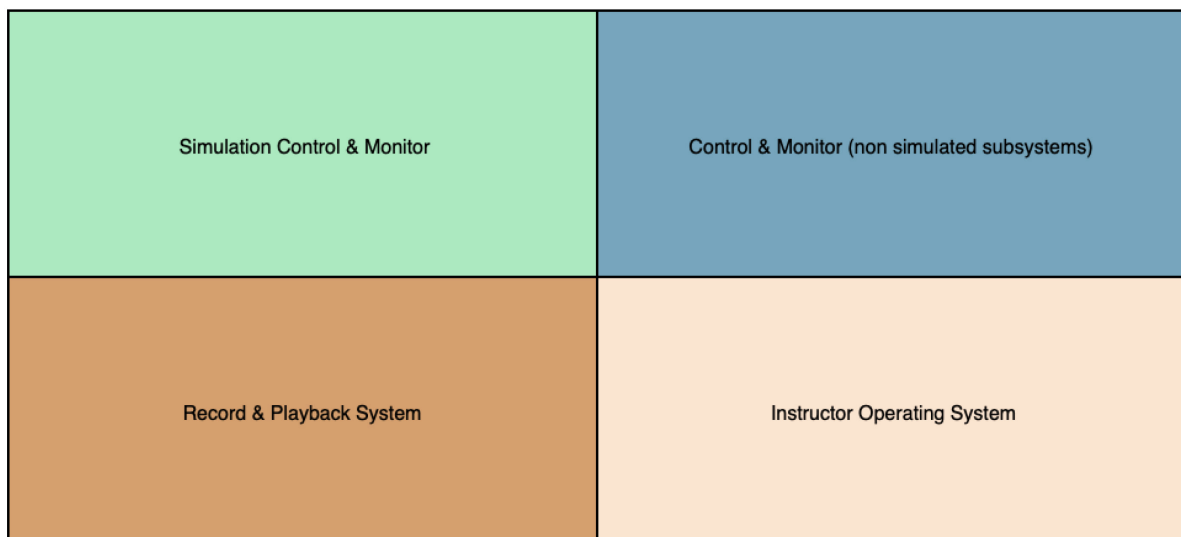 Simulation Control & Monitor
Control & Monitor (non simulated subsystems)
Record & Playback System
Instructor Operating System